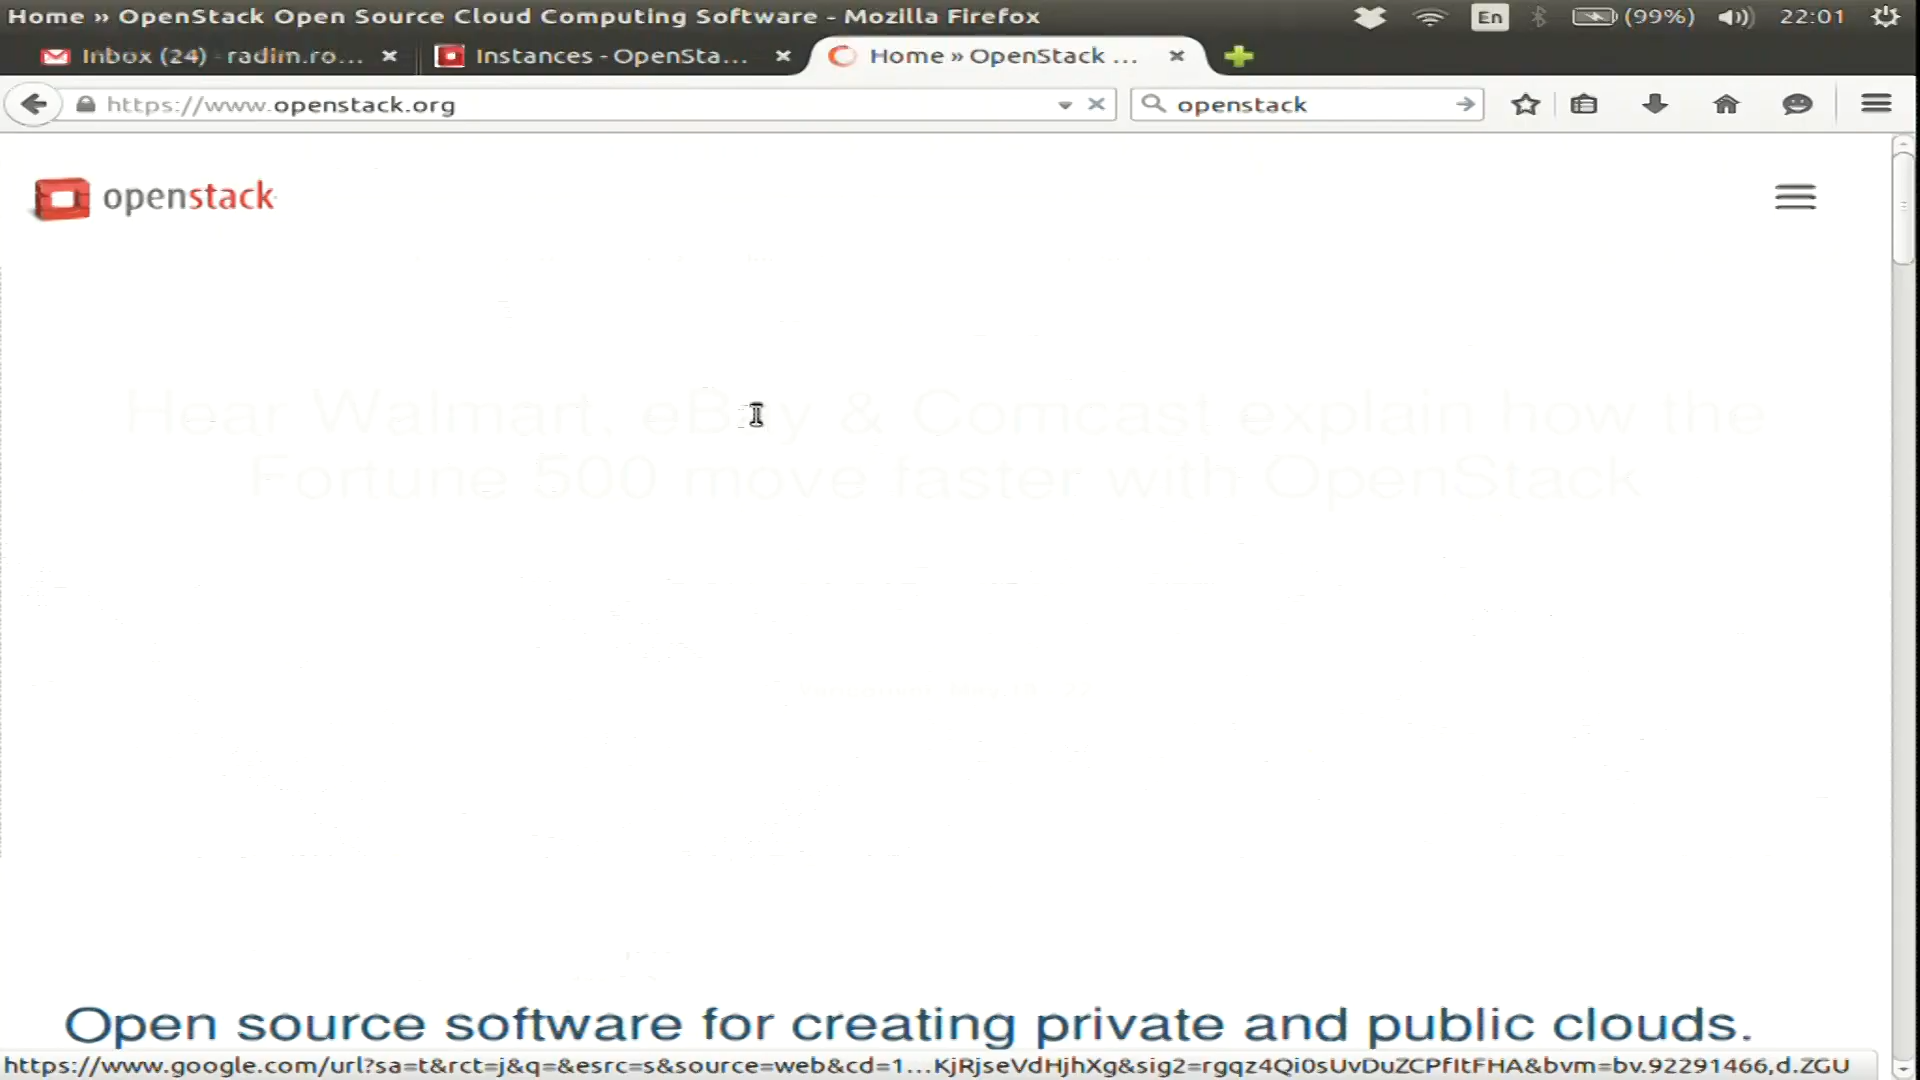 Home » OpenStack Open Source Cloud Computing Software - Mozilla Firefox
En
(99%)
22:01
Inbox (24) - radim.ro...
Instances - OpenSta...
Home » OpenStack ...
https://www.openstack.org
openstack
openstack
Hear Walmart, eBay & Comcast explain how the
Fortune 500 move faster with OpenStack
Open source software for creating private and public clouds.
https://www.google.com/url?sa=t&rct=j&q=&esrc=s&source=web&cd=1...KjRjseVdHjhXg&sig2=rgqz4Qi0sUvDuZCPfItFHA&bvm=bv.92291466,d.ZGU